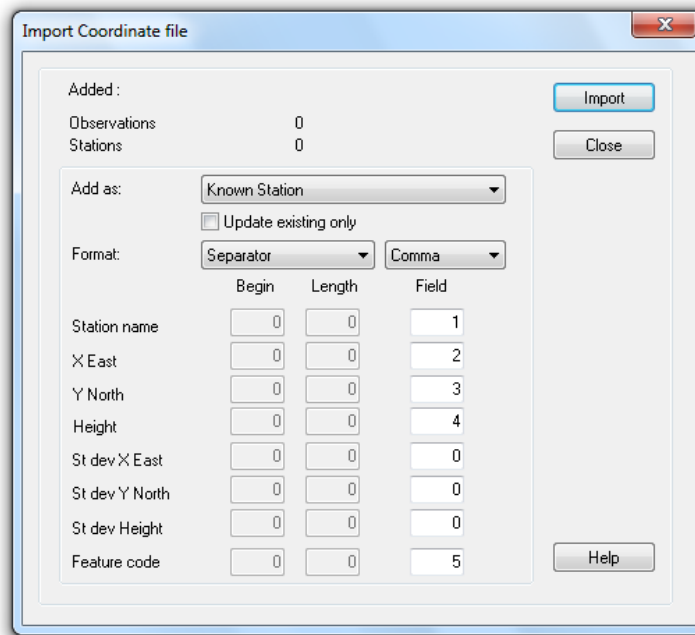 Import Coordinate file
Added :
Import
Observations 0
Stations 0
Close
Add as: Known Station
Update existing only
Format: Separator Comma
Begin Length Field
Station name 0 0 1
X East 0 0 2
Y North 0 0 3
Height 0 0 4
St dev X East 0 0 0
St dev Y North 0 0 0
St dev Height 0 0 0
Feature code 0 0 5
Help